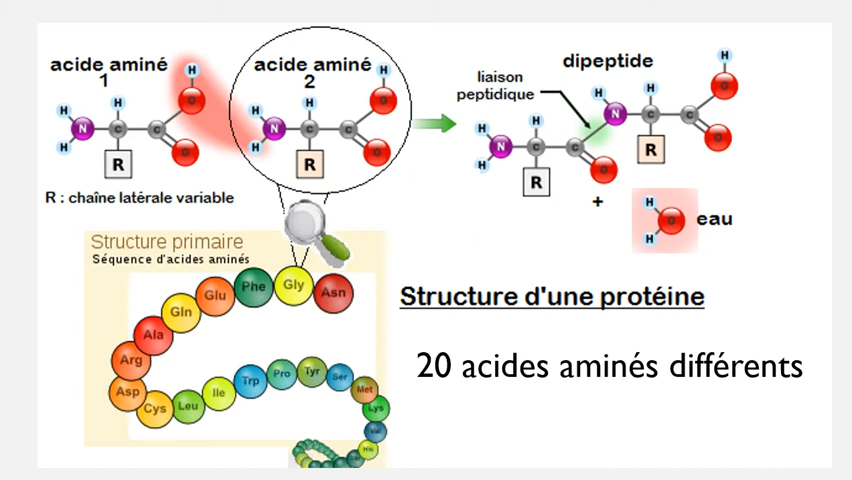 acide aminé
1
acide aminé
2
dipeptide
liaison
peptidique
H
H
H
H
N
C
C
O
O
R
H
H
H
H
N
C
C
O
O
R
H
H
H
N
C
C
O
R
H
H
N
C
C
O
O
R
R : chaîne latérale variable
+
H
O
H
eau
Structure primaire
Séquence d'acides aminés
Asn
Gly
Phe
Glu
Gln
Ala
Arg
Asp
Cys
Leu
Ile
Trp
Pro
Tyr
Ser
Met
Lys
Val
His
Structure d'une protéine
20 acides aminés différents